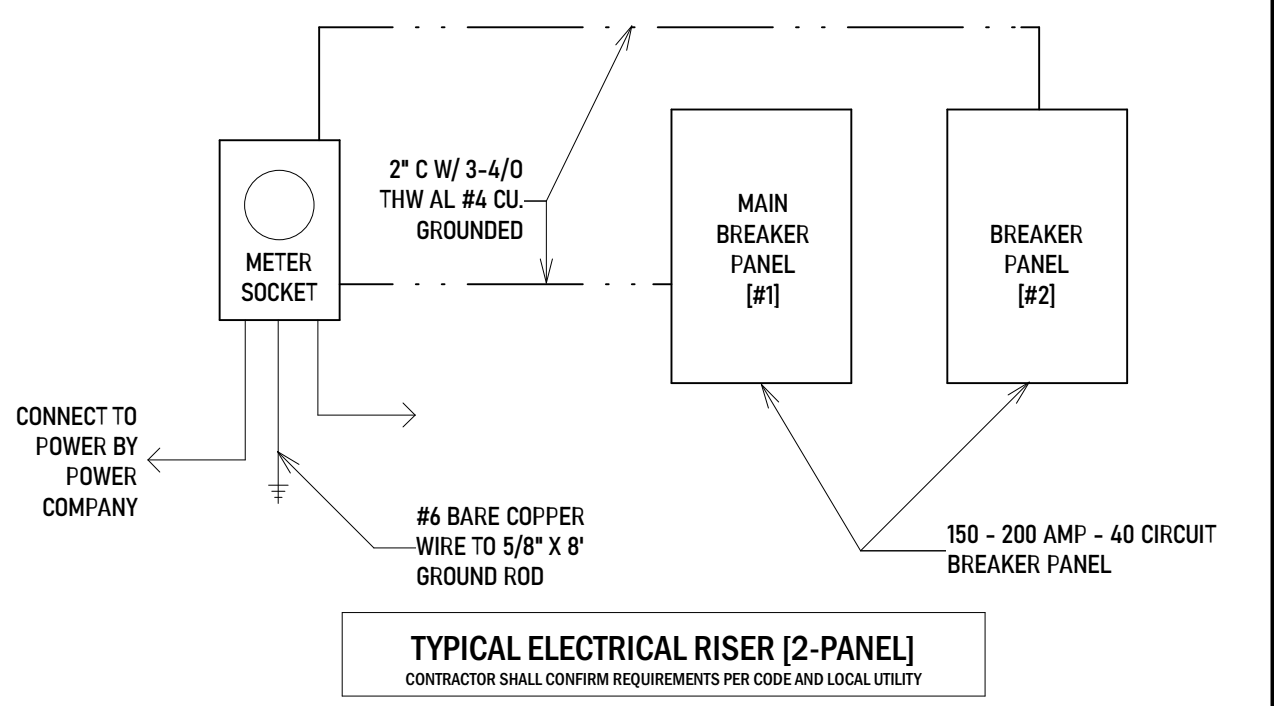 2" C W/ 3-4/0
THW AL #4 CU.
GROUNDED
METER
SOCKET
MAIN
BREAKER
PANEL
[#1]
BREAKER
PANEL
[#2]
CONNECT TO
POWER BY
POWER
COMPANY
#6 BARE COPPER
WIRE TO 5/8" X 8'
GROUND ROD
150 - 200 AMP - 40 CIRCUIT
BREAKER PANEL
TYPICAL ELECTRICAL RISER [2-PANEL]
CONTRACTOR SHALL CONFIRM REQUIREMENTS PER CODE AND LOCAL UTILITY